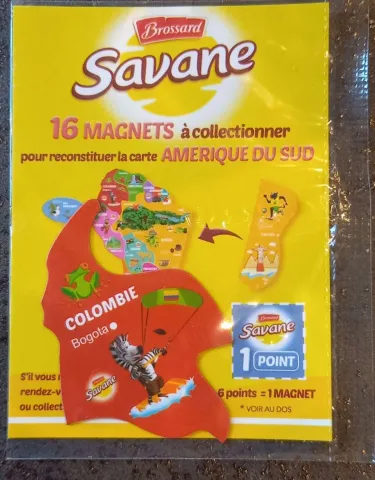 Brossard
Savane
16 MAGNETS à collectionner
pour reconstituer la carte AMERIQUE DU SUD
COLOMBIE
Bogota
Savane
Brossard
Savane
1 POINT
S'il vous
rendez-v
ou collect
6 points = 1 MAGNET
* VOIR AU DOS